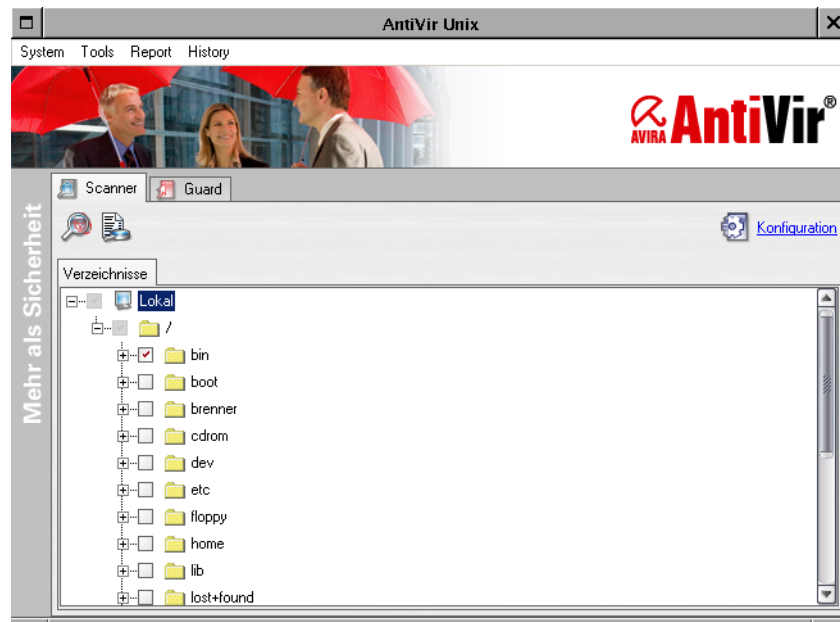 AntiVir Unix
System Tools Report History
AVIRA AntiVir®
Mehr als Sicherheit
Scanner Guard
Konfiguration
Verzeichnisse
Lokal
/
bin
boot
brenner
cdrom
dev
etc
floppy
home
lib
lost+found